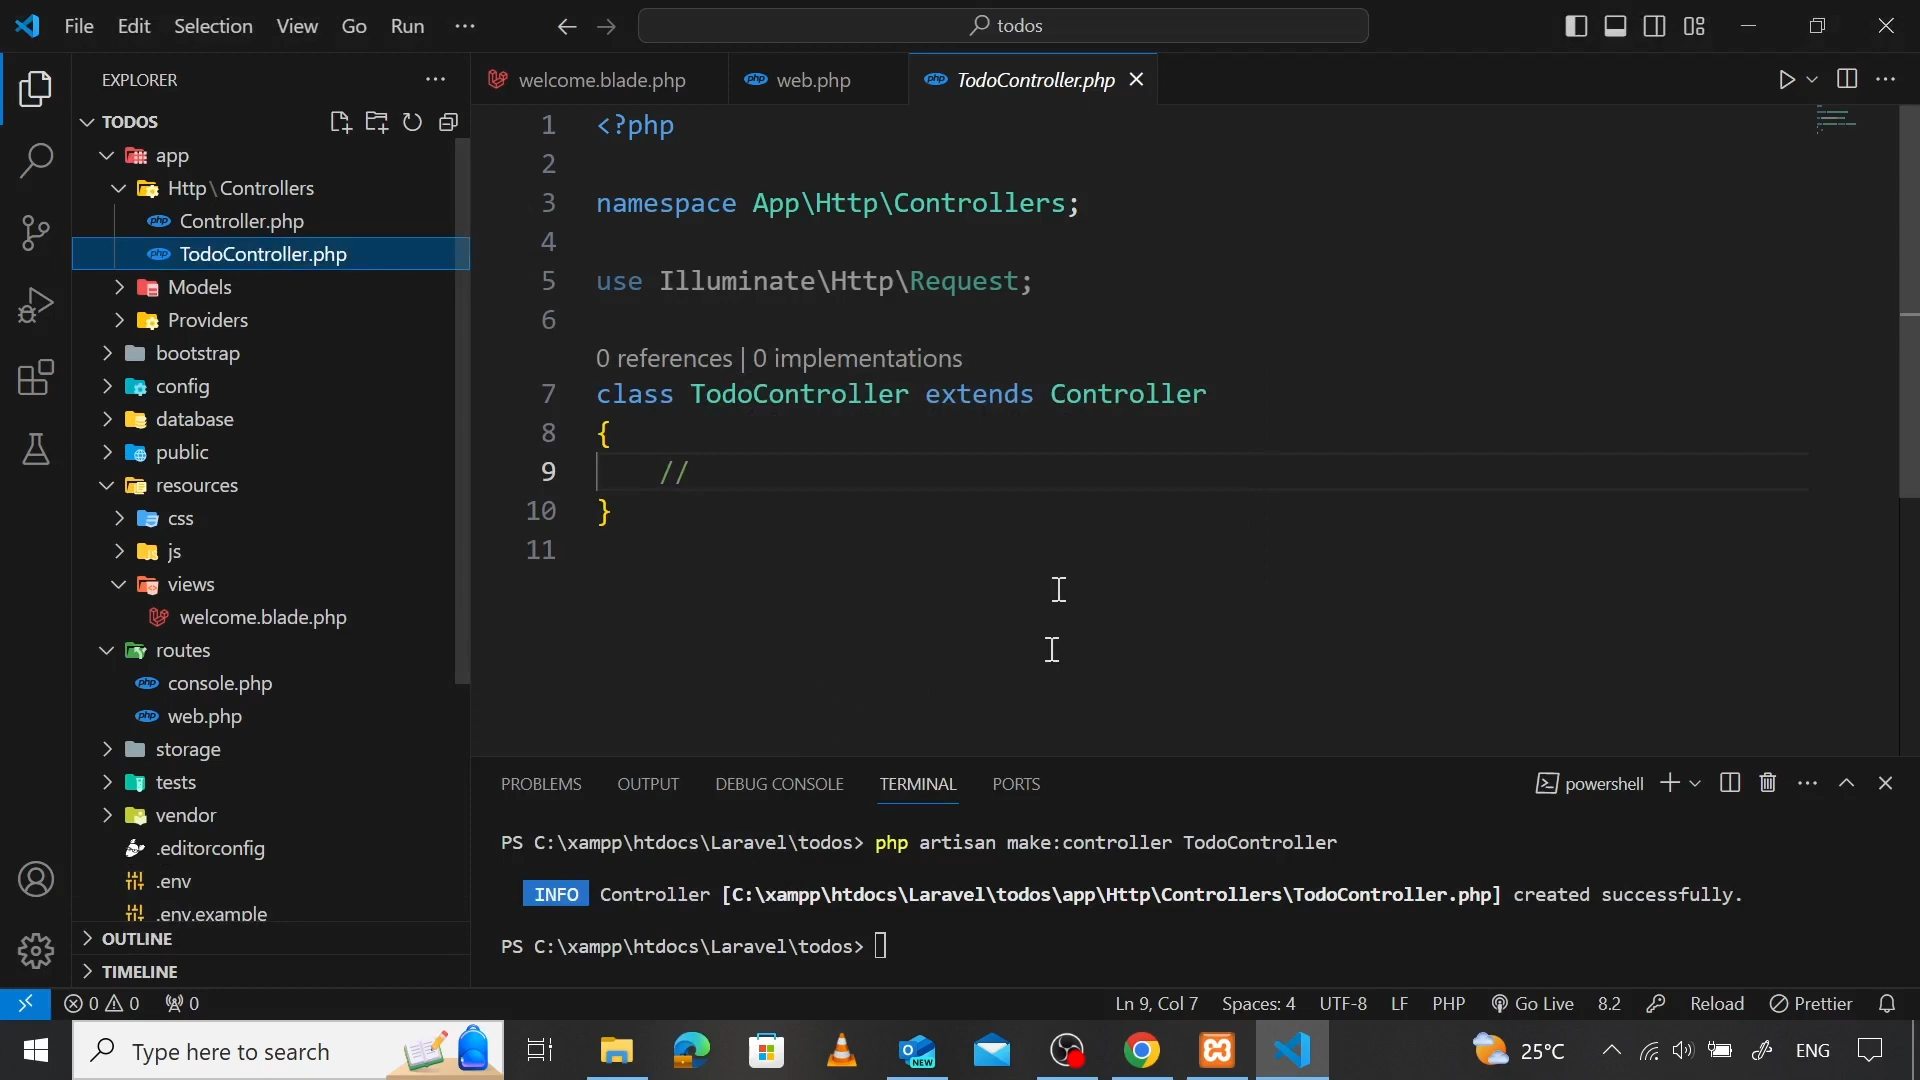 File Edit Selection View Go Run ···
todos
EXPLORER
welcome.blade.php
web.php
TodoController.php
TODOS
app
Http\Controllers
Controller.php
TodoController.php
Models
Providers
bootstrap
config
database
public
resources
css
js
views
welcome.blade.php
routes
console.php
web.php
storage
tests
vendor
.editorconfig
.env
.env.example
OUTLINE
TIMELINE
1 <?php
2
3 namespace App\Http\Controllers;
4
5 use Illuminate\Http\Request;
6
0 references | 0 implementations
7 class TodoController extends Controller
8 {
9 //
10 }
11
PROBLEMS OUTPUT DEBUG CONSOLE TERMINAL PORTS
powershell
PS C:\xampp\htdocs\Laravel\todos> php artisan make:controller TodoController
INFO Controller [C:\xampp\htdocs\Laravel\todos\app\Http\Controllers\TodoController.php] created successfully.
PS C:\xampp\htdocs\Laravel\todos>
0 0 0
Ln 9, Col 7 Spaces: 4 UTF-8 LF PHP Go Live 8.2 Reload Prettier
Type here to search
NEW
25°C
ENG